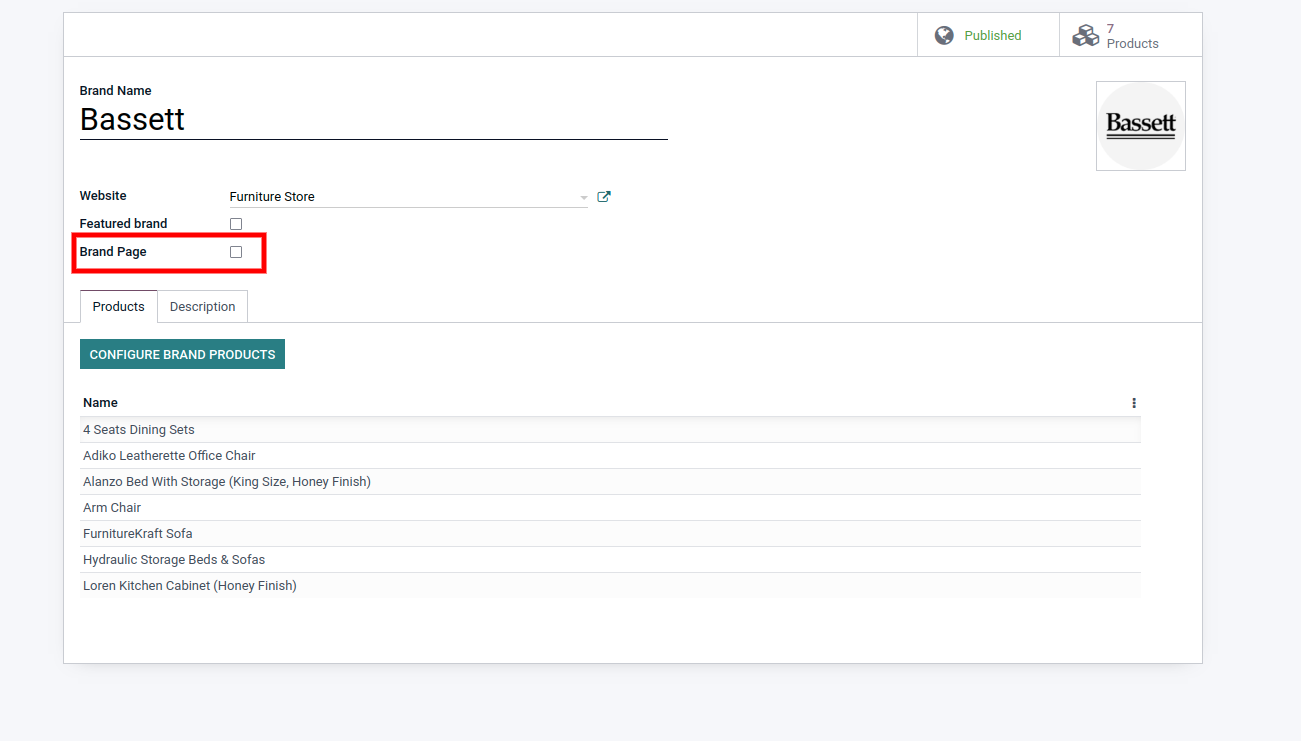 Published
7
Products
Brand Name
Bassett
Bassett
Website Furniture Store
Featured brand
Brand Page
Products Description
CONFIGURE BRAND PRODUCTS
Name
4 Seats Dining Sets
Adiko Leatherette Office Chair
Alanzo Bed With Storage (King Size, Honey Finish)
Arm Chair
FurnitureKraft Sofa
Hydraulic Storage Beds & Sofas
Loren Kitchen Cabinet (Honey Finish)